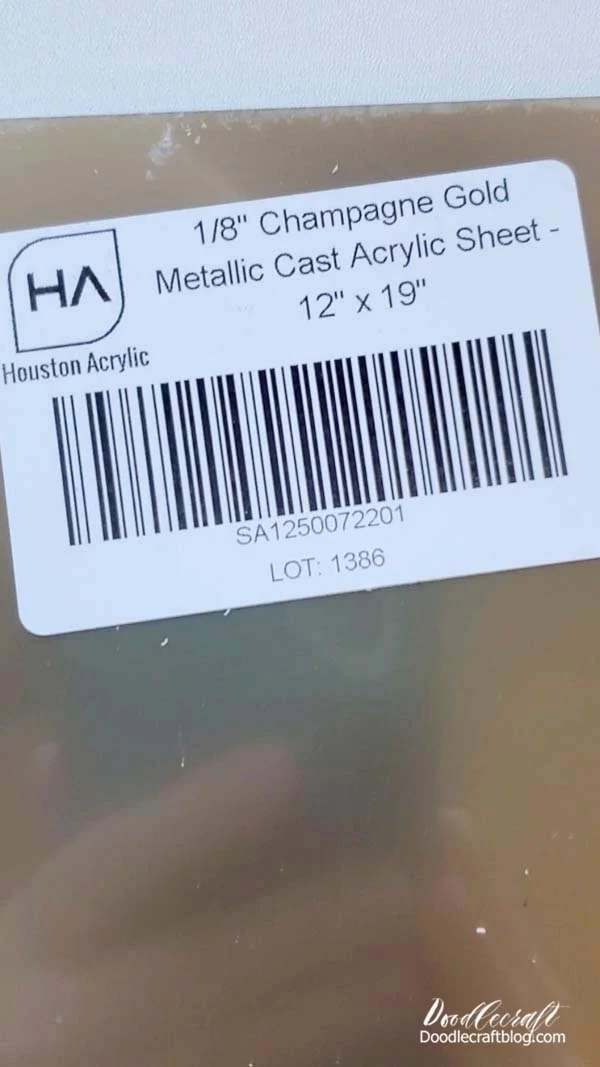 1/8" Champagne Gold
Metallic Cast Acrylic Sheet -
12" x 19"
HA
Houston Acrylic
SA1250072201
LOT: 1386
Doodlecraft
Doodlecraftblog.com